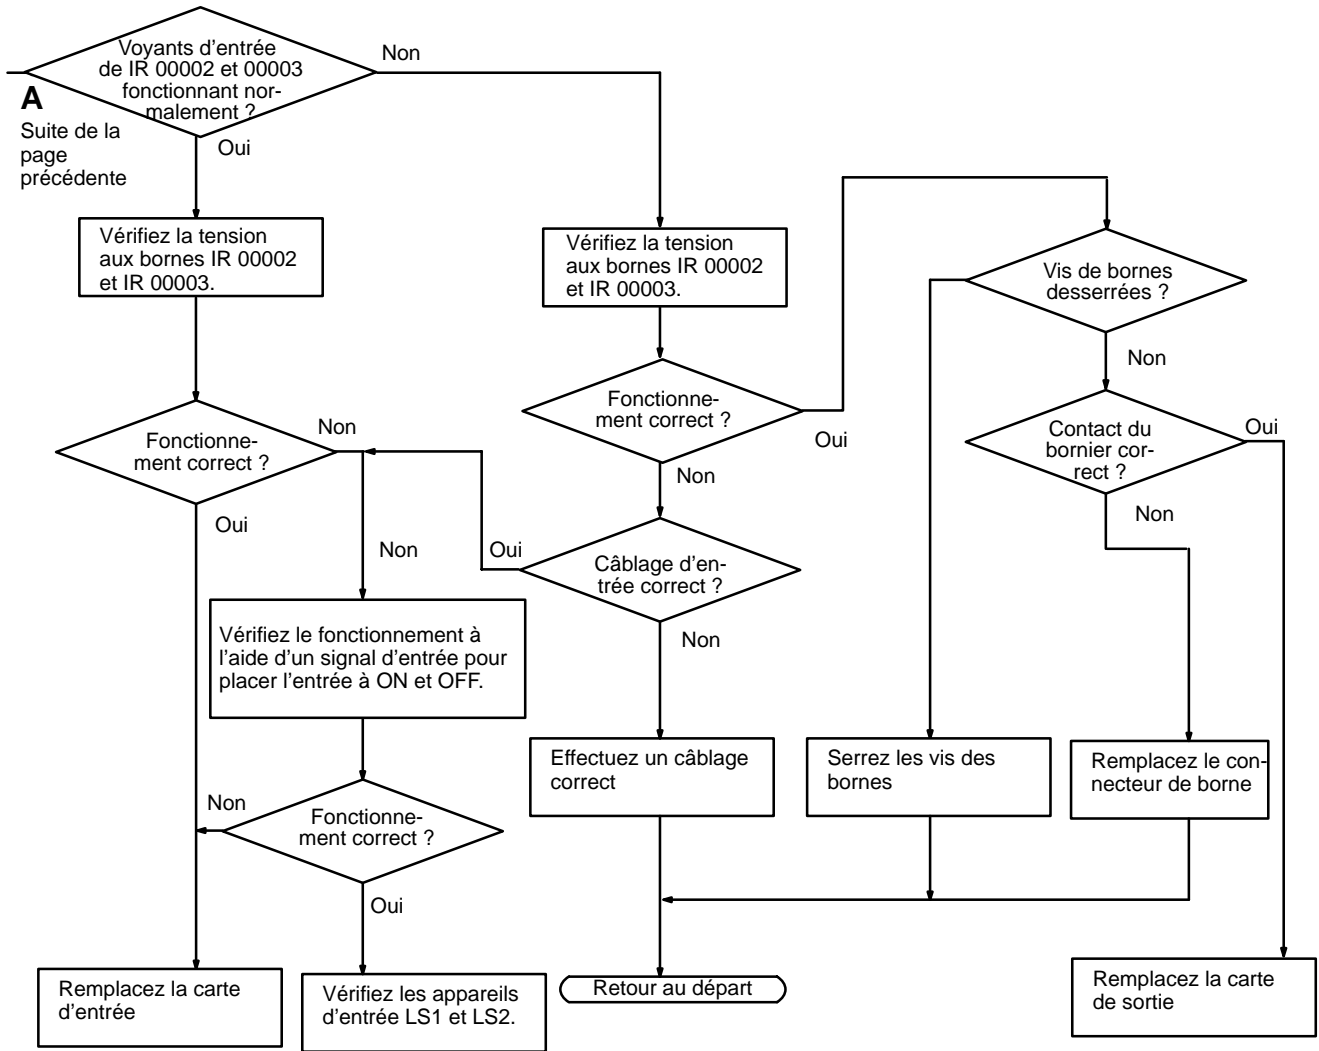 Voyants d'entrée
de IR 00002 et 00003
fonctionnant nor-
malement ?
Non
A
Suite de la
page
précédente
Oui
Vérifiez la tension
aux bornes IR 00002
et IR 00003.
Vérifiez la tension
aux bornes IR 00002
et IR 00003.
Vis de bornes
desserrées ?
Non
Fonctionne-
ment correct ?
Oui
Non
Fonctionne-
ment correct ?
Non
Oui
Contact du
bornier cor-
rect ?
Oui
Non
Non
Oui
Câblage d'en-
trée correct ?
Non
Vérifiez le fonctionnement à
l'aide d'un signal d'entrée pour
placer l'entrée à ON et OFF.
Effectuez un câblage
correct
Serrez les vis des
bornes
Remplacez le con-
necteur de borne
Non
Fonctionne-
ment correct ?
Oui
Remplacez la carte
d'entrée
Vérifiez les appareils
d'entrée LS1 et LS2.
Retour au départ
Remplacez la carte
de sortie